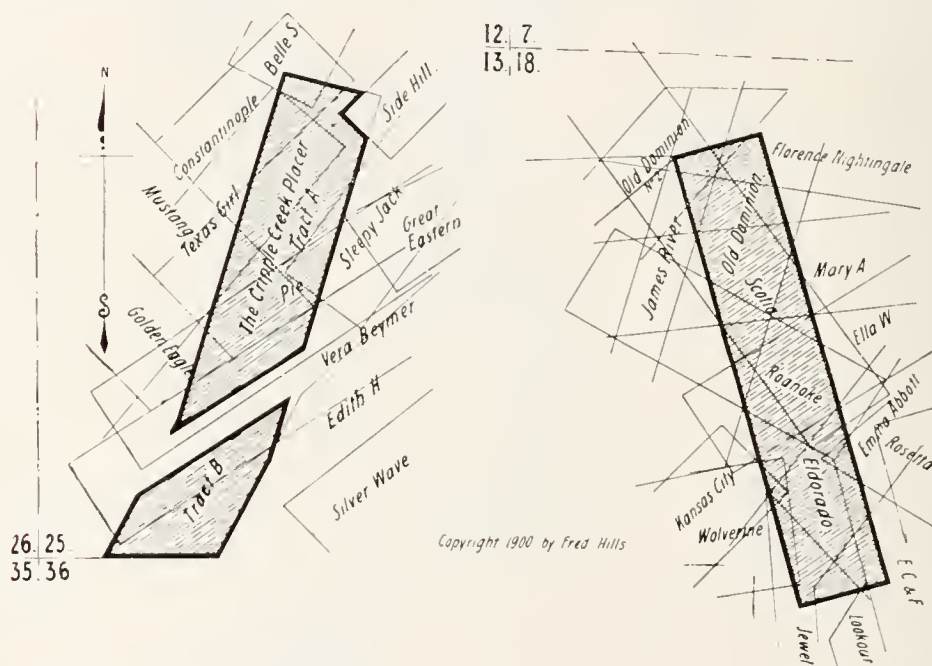 N
S
Belle S
Side Hill
Constantinople
Mustang
Texas Girl
The Cripple Creek Placer
Tract A
Pie
Sleepy Jack
Great
Eastern
Golden Eagle
Vera Beymer
Edith H
Tract B
Silver Wave
26. 25
35. 36
Copyright 1900 by Fred Hills
12. 7.
13. 18.
Old Dominion
No 2
Florence Nightingale
Old Dominion
James River
Scotia
Mary A
Ella W
Roanoke
Emma Abbott
Rosetta
Kansas City
Wolverine
Eldorado
E C & F
Jewel
Lookout